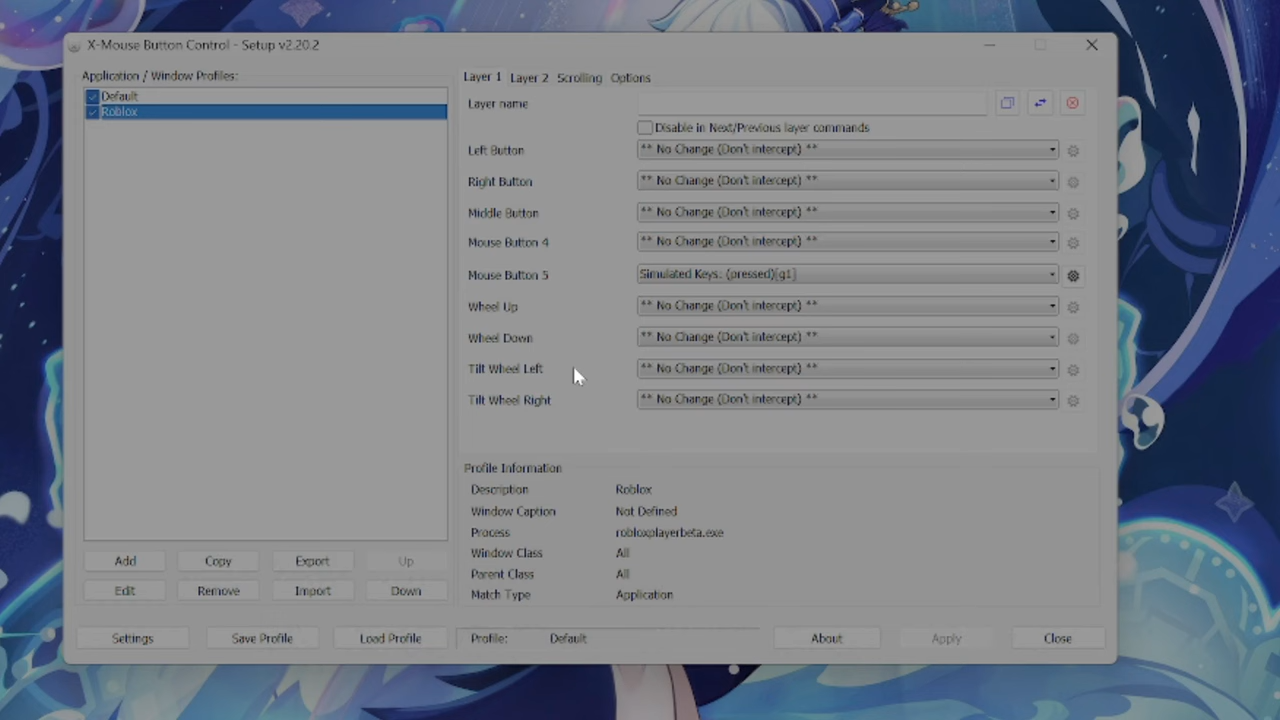 X-Mouse Button Control - Setup v2.20.2
Application / Window Profiles:
Default
Roblox
Layer 1 Layer 2 Scrolling Options
Layer name
Disable in Next/Previous layer commands
Left Button ** No Change (Don't intercept) **
Right Button ** No Change (Don't intercept) **
Middle Button ** No Change (Don't intercept) **
Mouse Button 4 ** No Change (Don't intercept) **
Mouse Button 5 Simulated Keys: (pressed)[g1]
Wheel Up ** No Change (Don't intercept) **
Wheel Down ** No Change (Don't intercept) **
Tilt Wheel Left ** No Change (Don't intercept) **
Tilt Wheel Right ** No Change (Don't intercept) **
Profile Information
Description Roblox
Window Caption Not Defined
Process robloxplayerbeta.exe
Window Class All
Parent Class All
Match Type Application
Add Copy Export Up
Edit Remove Import Down
Settings Save Profile Load Profile Profile: Default About Apply Close